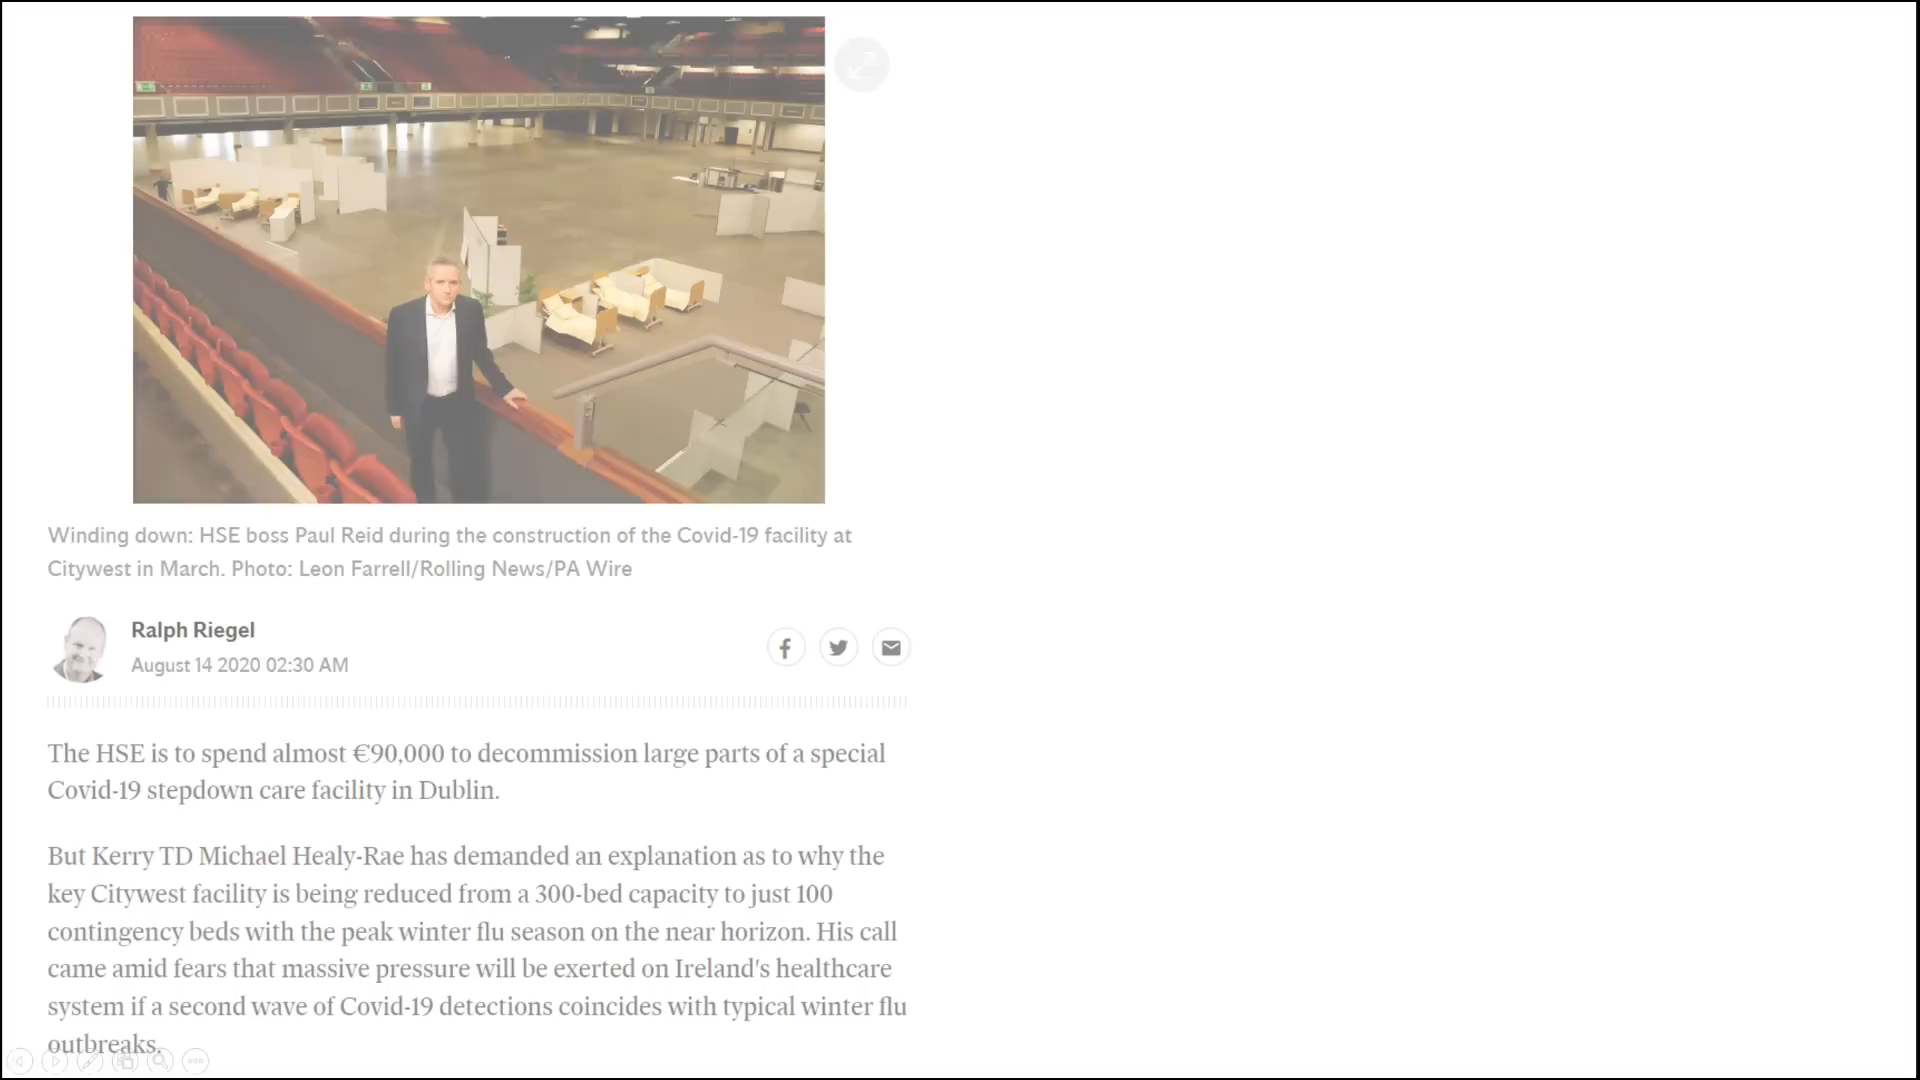 Winding down: HSE boss Paul Reid during the construction of the Covid-19 facility at
Citywest in March. Photo: Leon Farrell/Rolling News/PA Wire
Ralph Riegel
August 14 2020 02:30 AM
The HSE is to spend almost €90,000 to decommission large parts of a special
Covid-19 stepdown care facility in Dublin.
But Kerry TD Michael Healy-Rae has demanded an explanation as to why the
key Citywest facility is being reduced from a 300-bed capacity to just 100
contingency beds with the peak winter flu season on the near horizon. His call
came amid fears that massive pressure will be exerted on Ireland's healthcare
system if a second wave of Covid-19 detections coincides with typical winter flu
outbreaks.